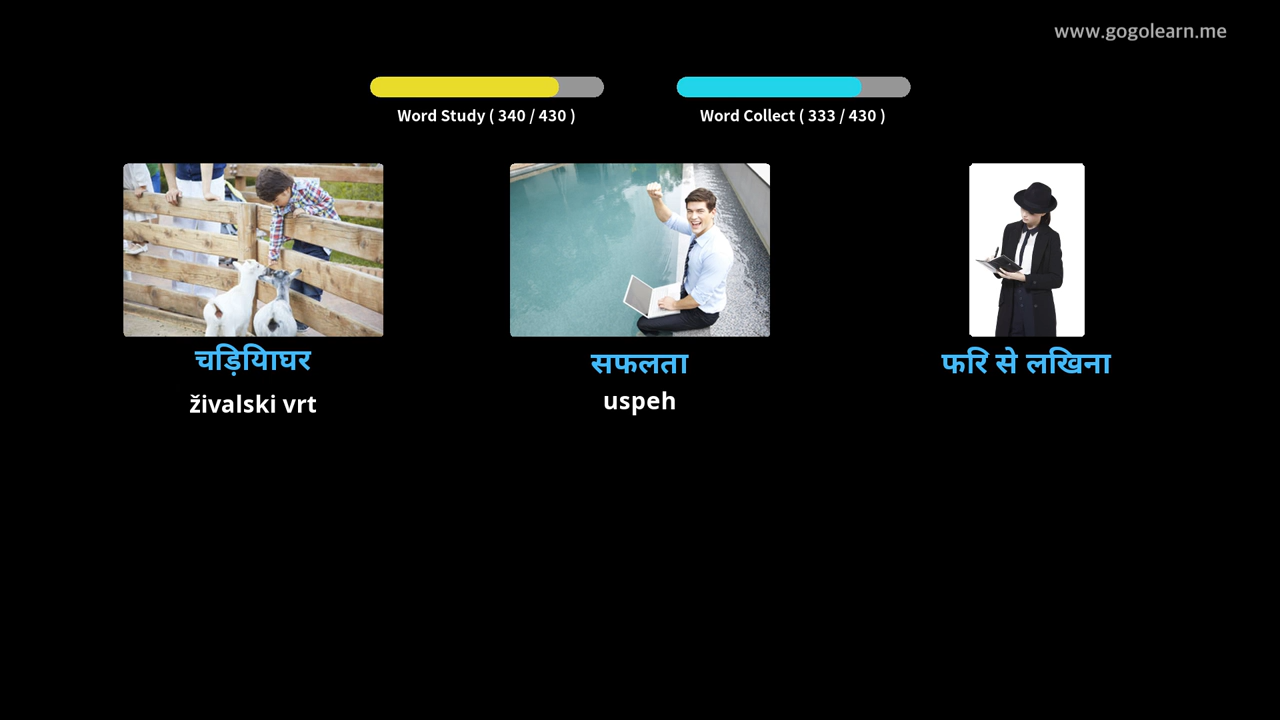 www.gogolearn.me
Word Study ( 340 / 430 )
Word Collect ( 333 / 430 )
चड़ियिाघर
सफलता
फरि से लखिना
živalski vrt
uspeh